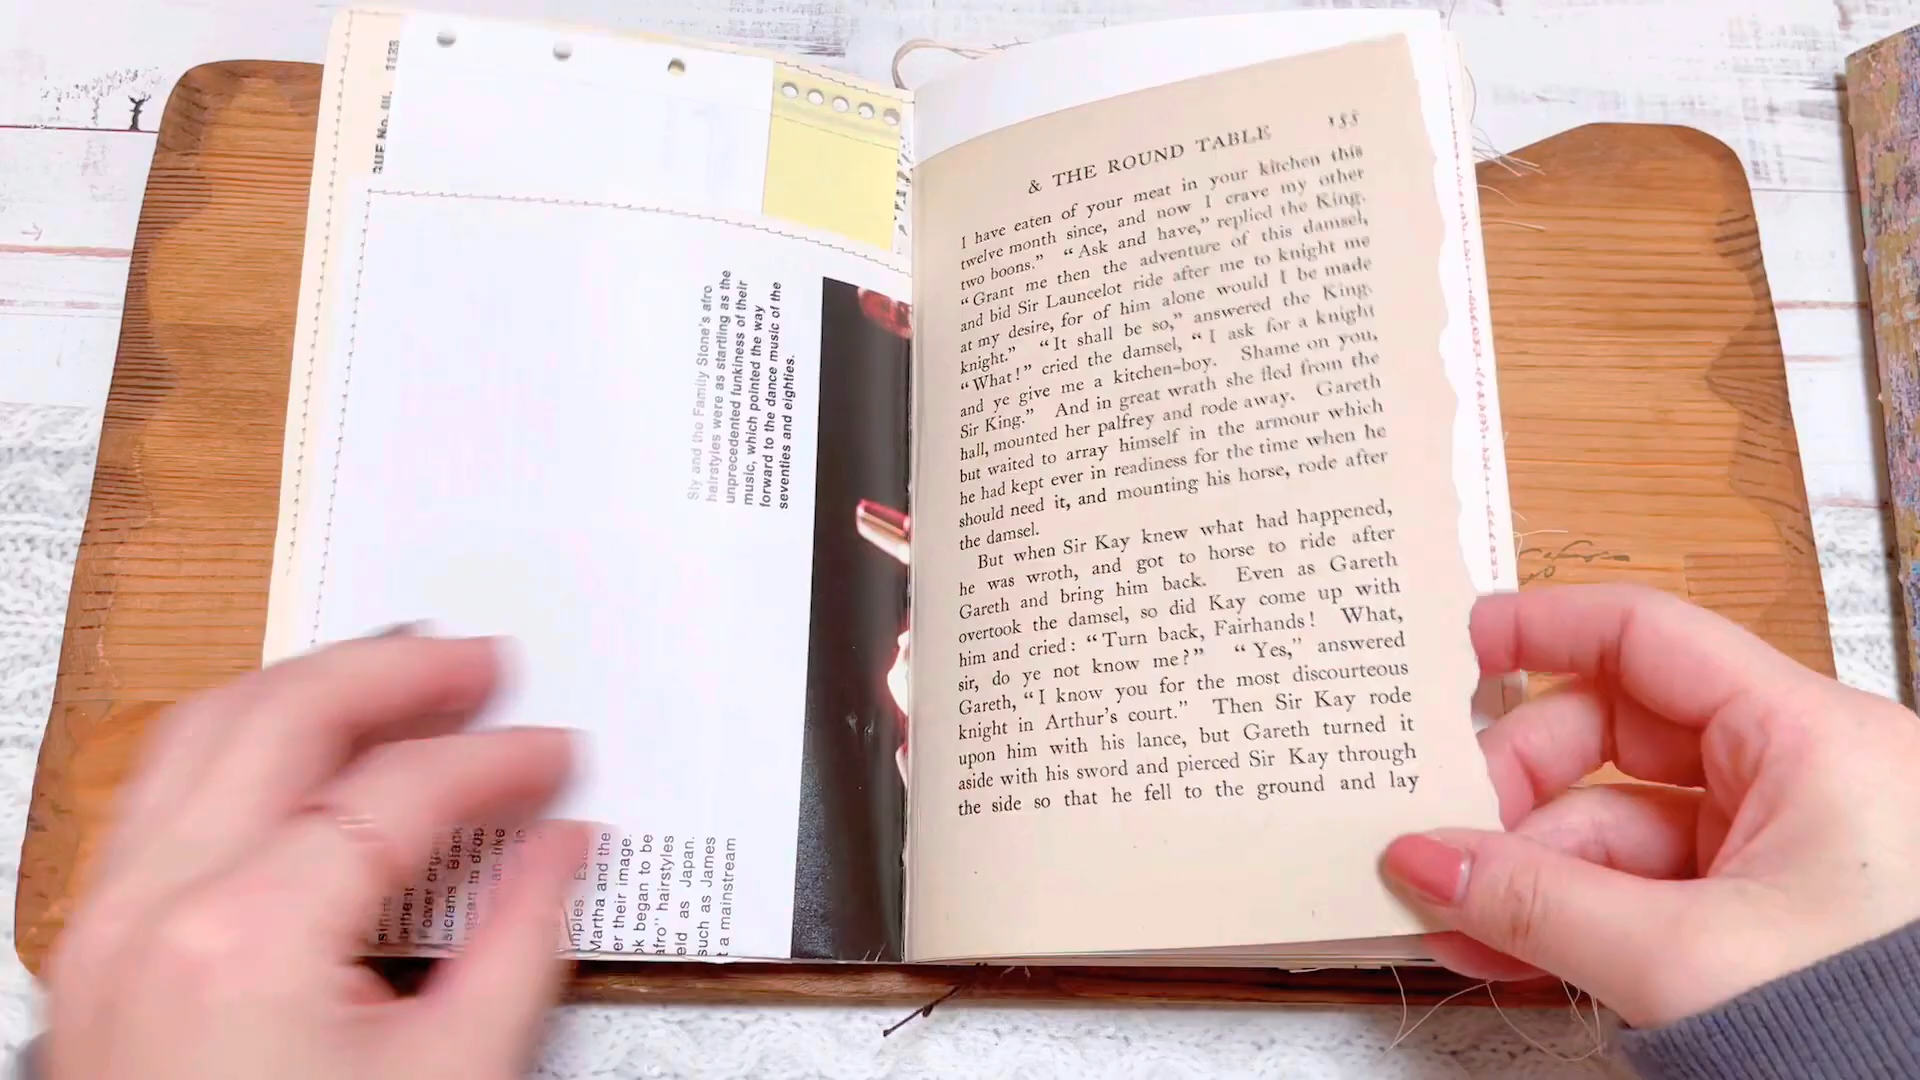 Sly and the Family Stone's afro
hairstyles were as startling as the
unprecedented funkiness of their
music, which pointed the way
forward to the dance music of the
seventies and eighties.
Martha and the
er their image.
ok began to be
afro" hairstyles
eld as Japan.
such as James
t a mainstream
& THE ROUND TABLE 155
I have eaten of your meat in your kitchen this
twelve month since, and now I crave my other
two boons.” “Ask and have,” replied the King.
“Grant me then the adventure of this damsel,
and bid Sir Launcelot ride after me to knight me
at my desire, for of him alone would I be made
knight.” “It shall be so,” answered the King.
“What!” cried the damsel, “I ask for a knight
and ye give me a kitchen-boy. Shame on you,
Sir King.” And in great wrath she fled from the
hall, mounted her palfrey and rode away. Gareth
but waited to array himself in the armour which
he had kept ever in readiness for the time when he
should need it, and mounting his horse, rode after
the damsel.
But when Sir Kay knew what had happened,
he was wroth, and got to horse to ride after
Gareth and bring him back. Even as Gareth
overtook the damsel, so did Kay come up with
him and cried: “Turn back, Fairhands! What,
sir, do ye not know me?” “Yes,” answered
Gareth, “I know you for the most discourteous
knight in Arthur’s court.” Then Sir Kay rode
upon him with his lance, but Gareth turned it
aside with his sword and pierced Sir Kay through
the side so that he fell to the ground and lay